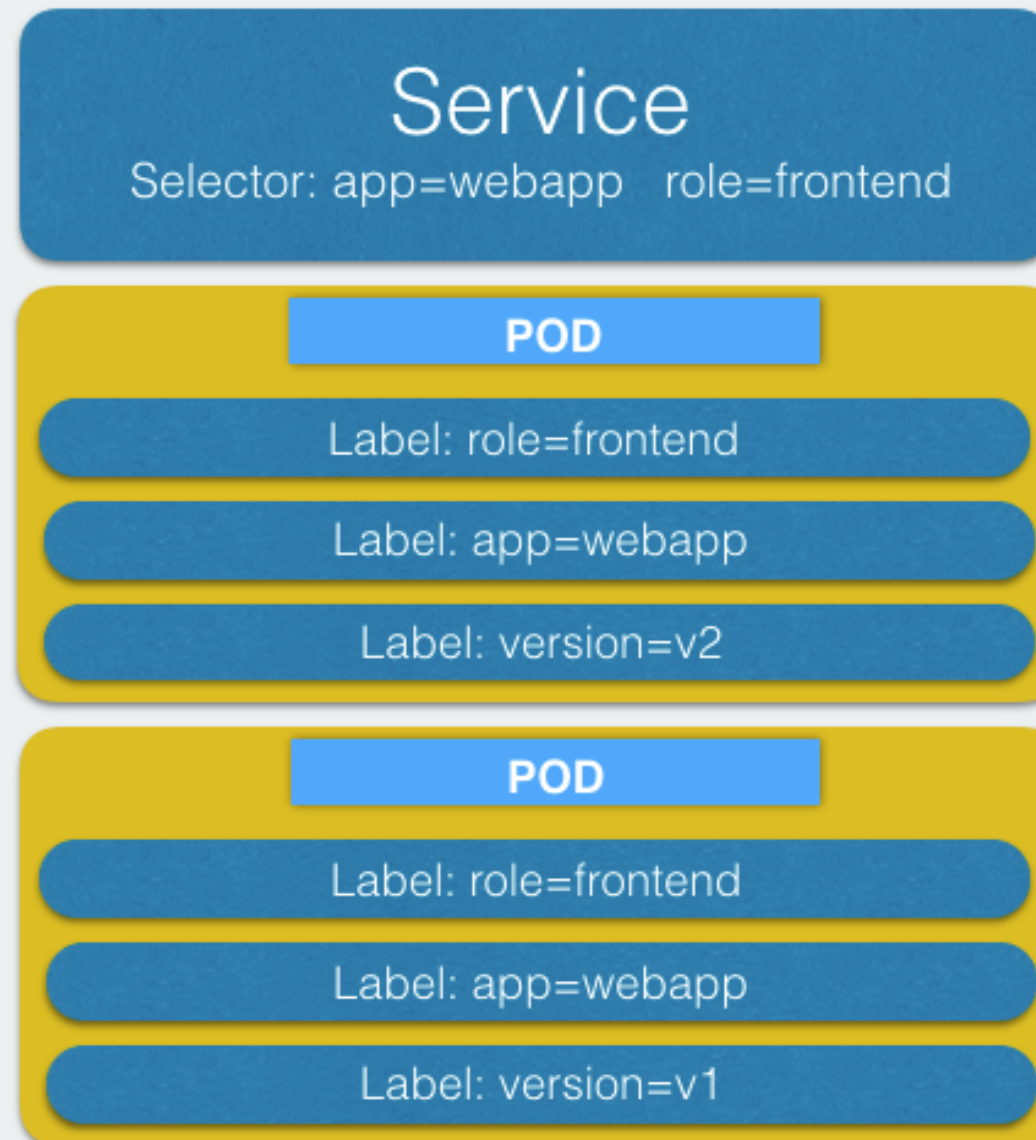 Service
Selector: app=webapp role=frontend
POD
Label: role=frontend
Label: app=webapp
Label: version=v2
POD
Label: role=frontend
Label: app=webapp
Label: version=v1